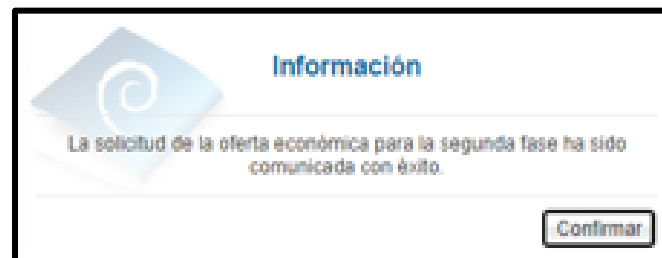 Información
La solicitud de la oferta económica para la segunda fase ha sido
comunicada con éxito.
Confirmar